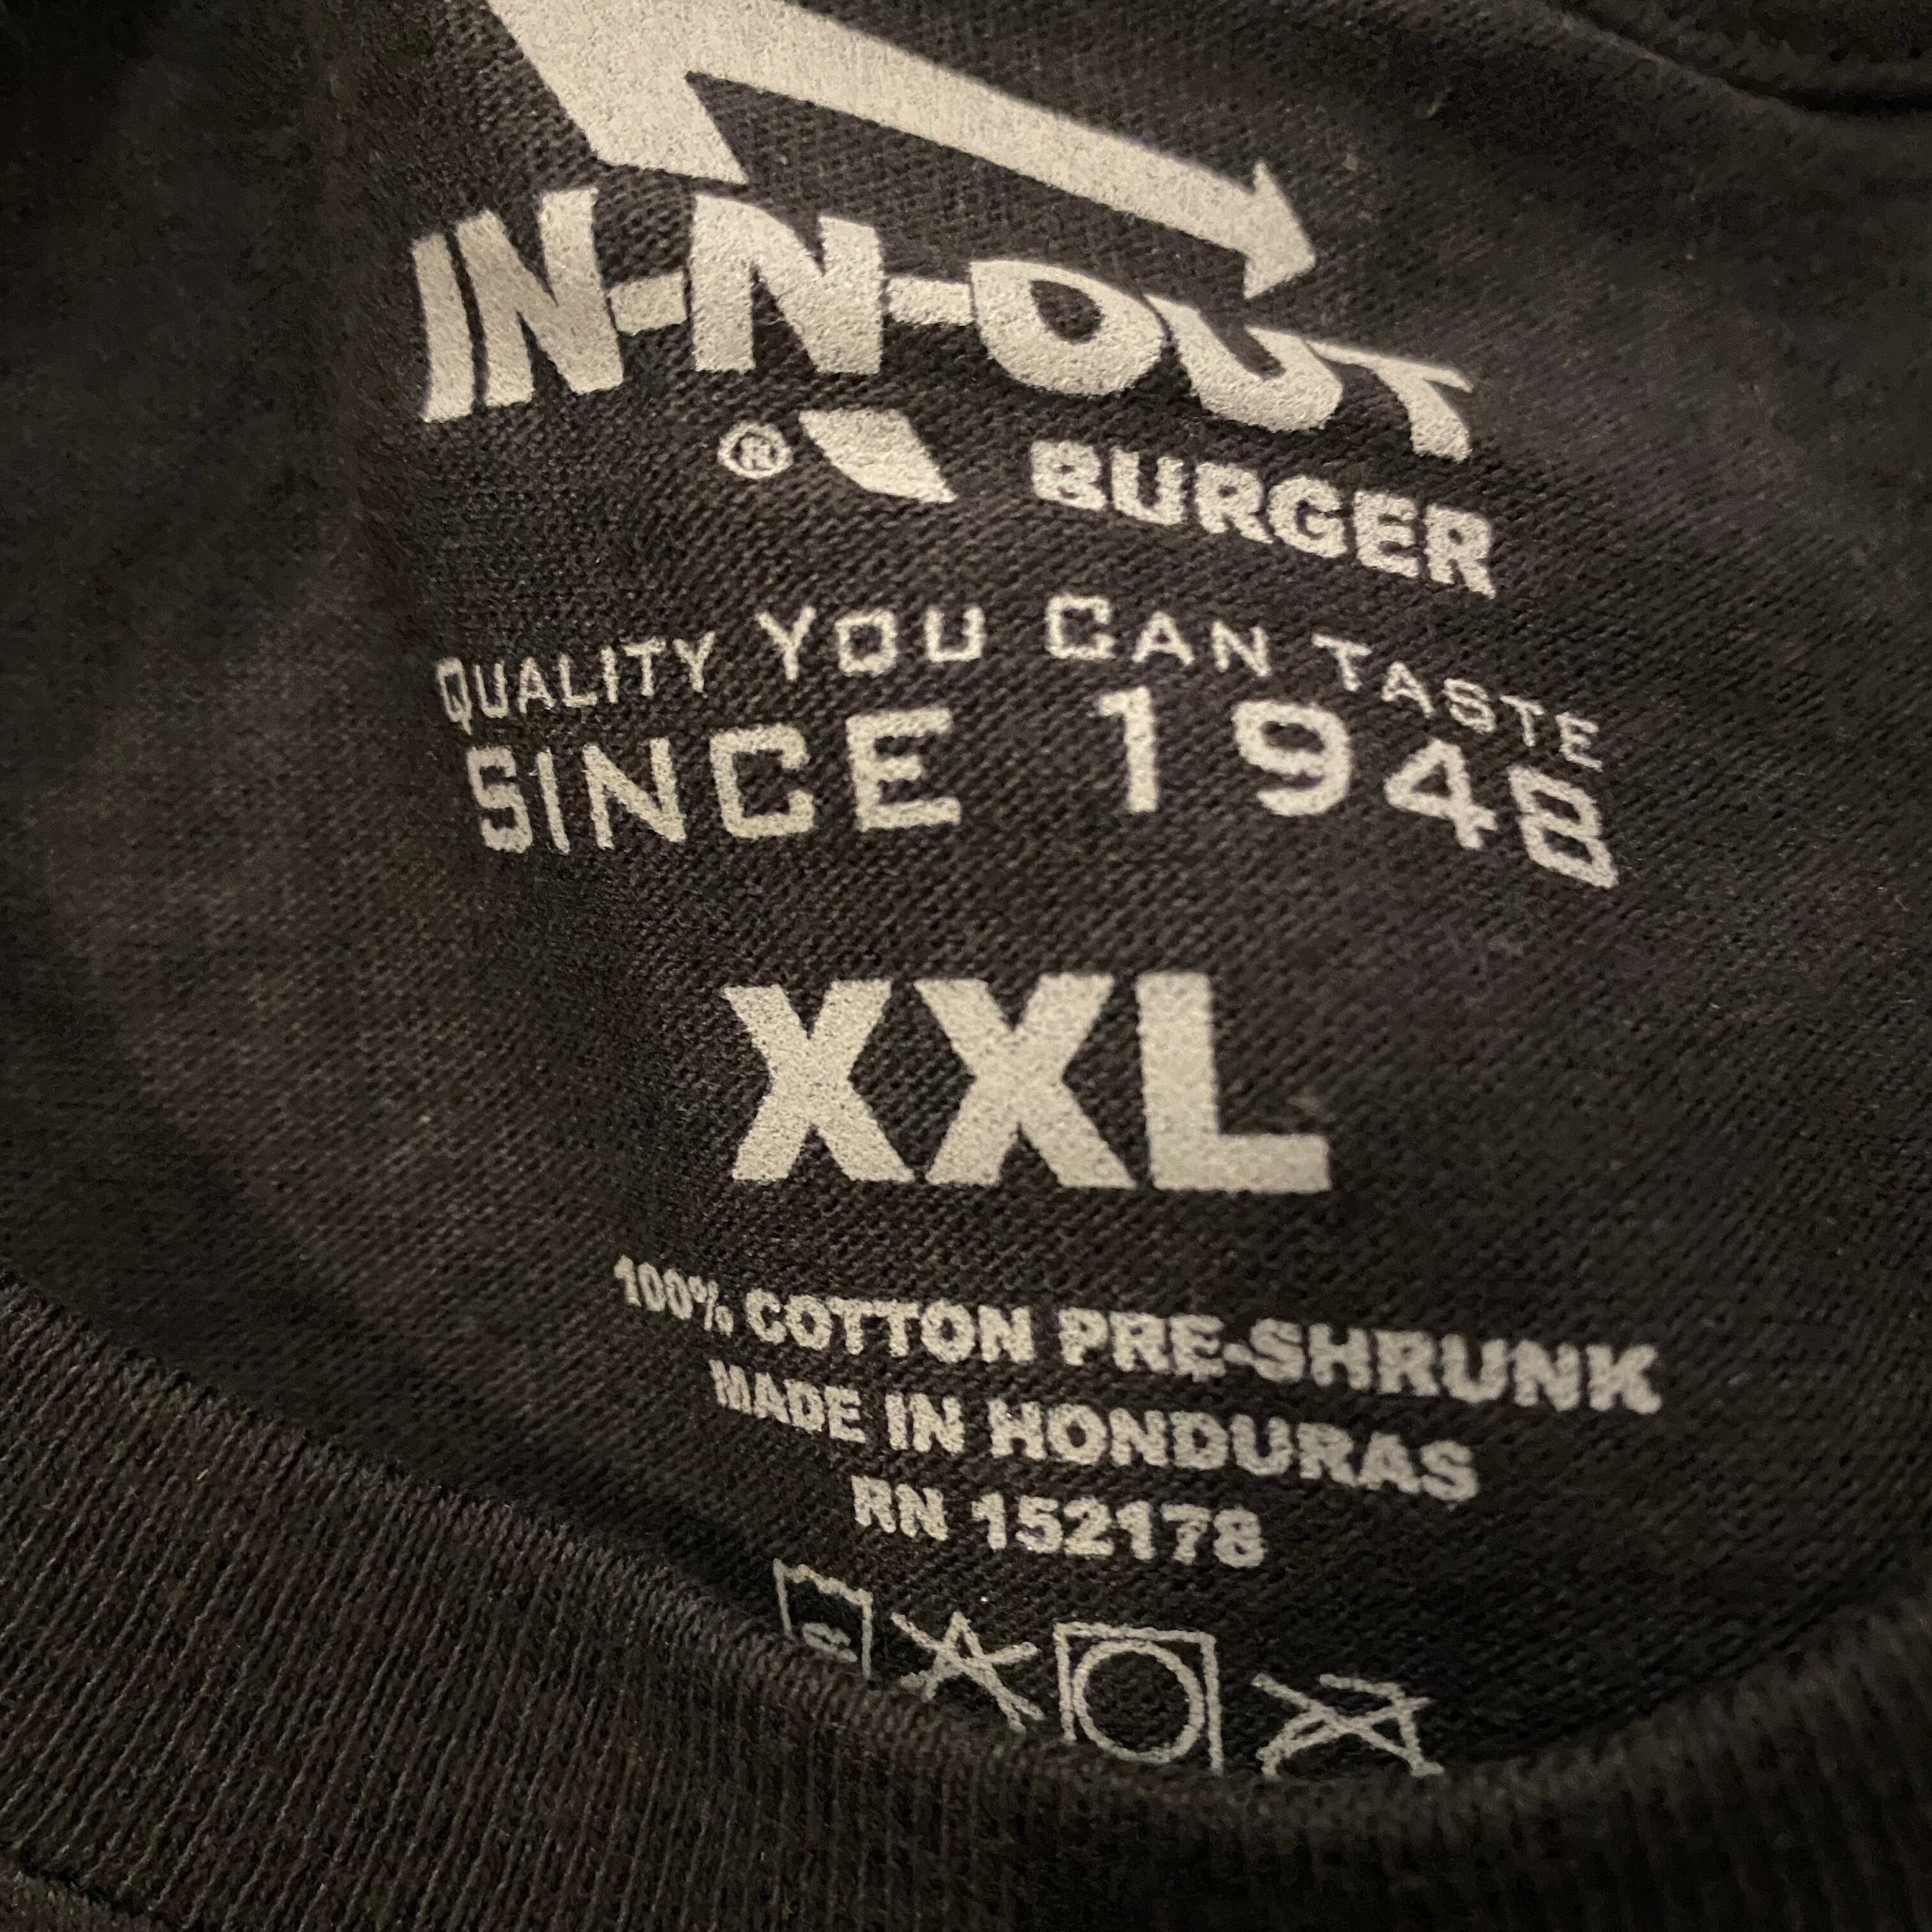 IN-N-OUT
® BURGER
QUALITY YOU CAN TASTE
SINCE 1948
XXL
100% COTTON PRE-SHRUNK
MADE IN HONDURAS
RN 152178